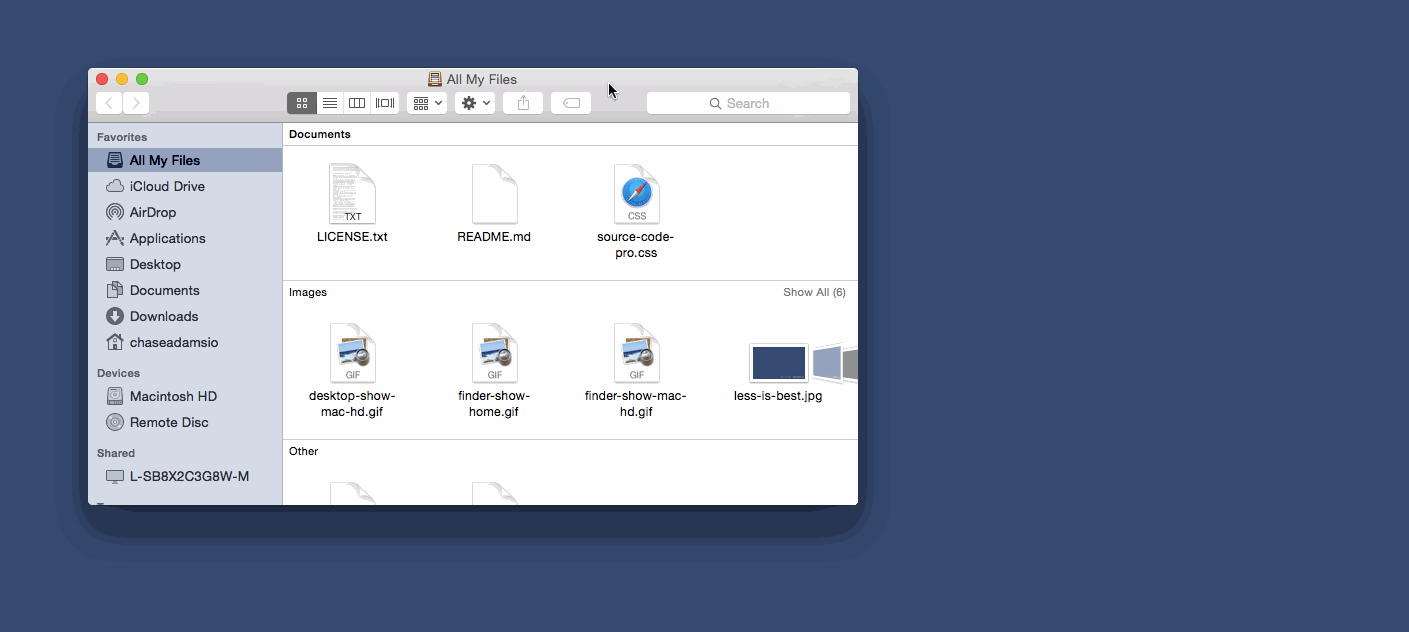 All My Files
Search
Favorites
All My Files
iCloud Drive
AirDrop
Applications
Desktop
Documents
Downloads
chaseadamsio
Devices
Macintosh HD
Remote Disc
Shared
L-SB8X2C3G8W-M
Documents
TXT
CSS
LICENSE.txt
README.md
source-code-
pro.css
Images
Show All (6)
GIF
GIF
GIF
desktop-show-
mac-hd.gif
finder-show-
home.gif
finder-show-mac-
hd.gif
less-is-best.jpg
Other